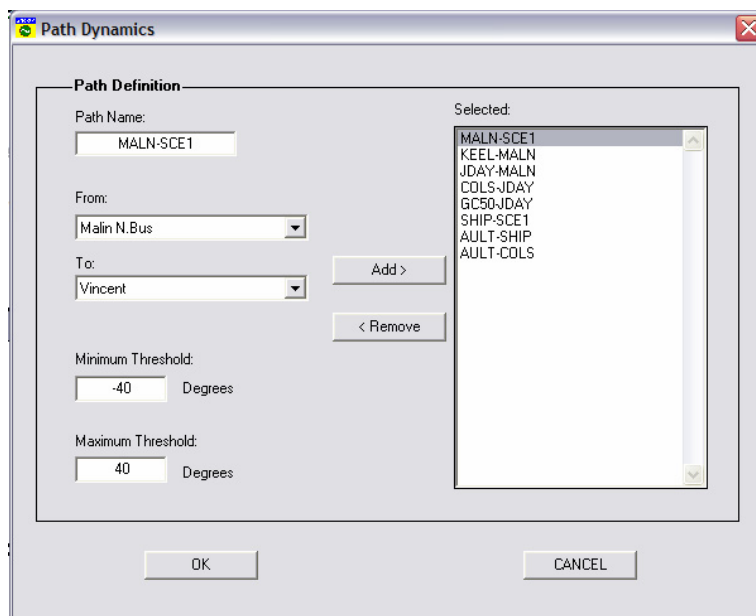 Path Dynamics
Path Definition
Path Name:
MALN-SCE1
From:
Malin N.Bus
To:
Vincent
Minimum Threshold:
-40 Degrees
Maximum Threshold:
40 Degrees
Add >
< Remove
Selected:
MALN-SCE1
KEEL-MALN
JDAY-MALN
COLS-JDAY
GC50-JDAY
SHIP-SCE1
AULT-SHIP
AULT-COLS
OK
CANCEL